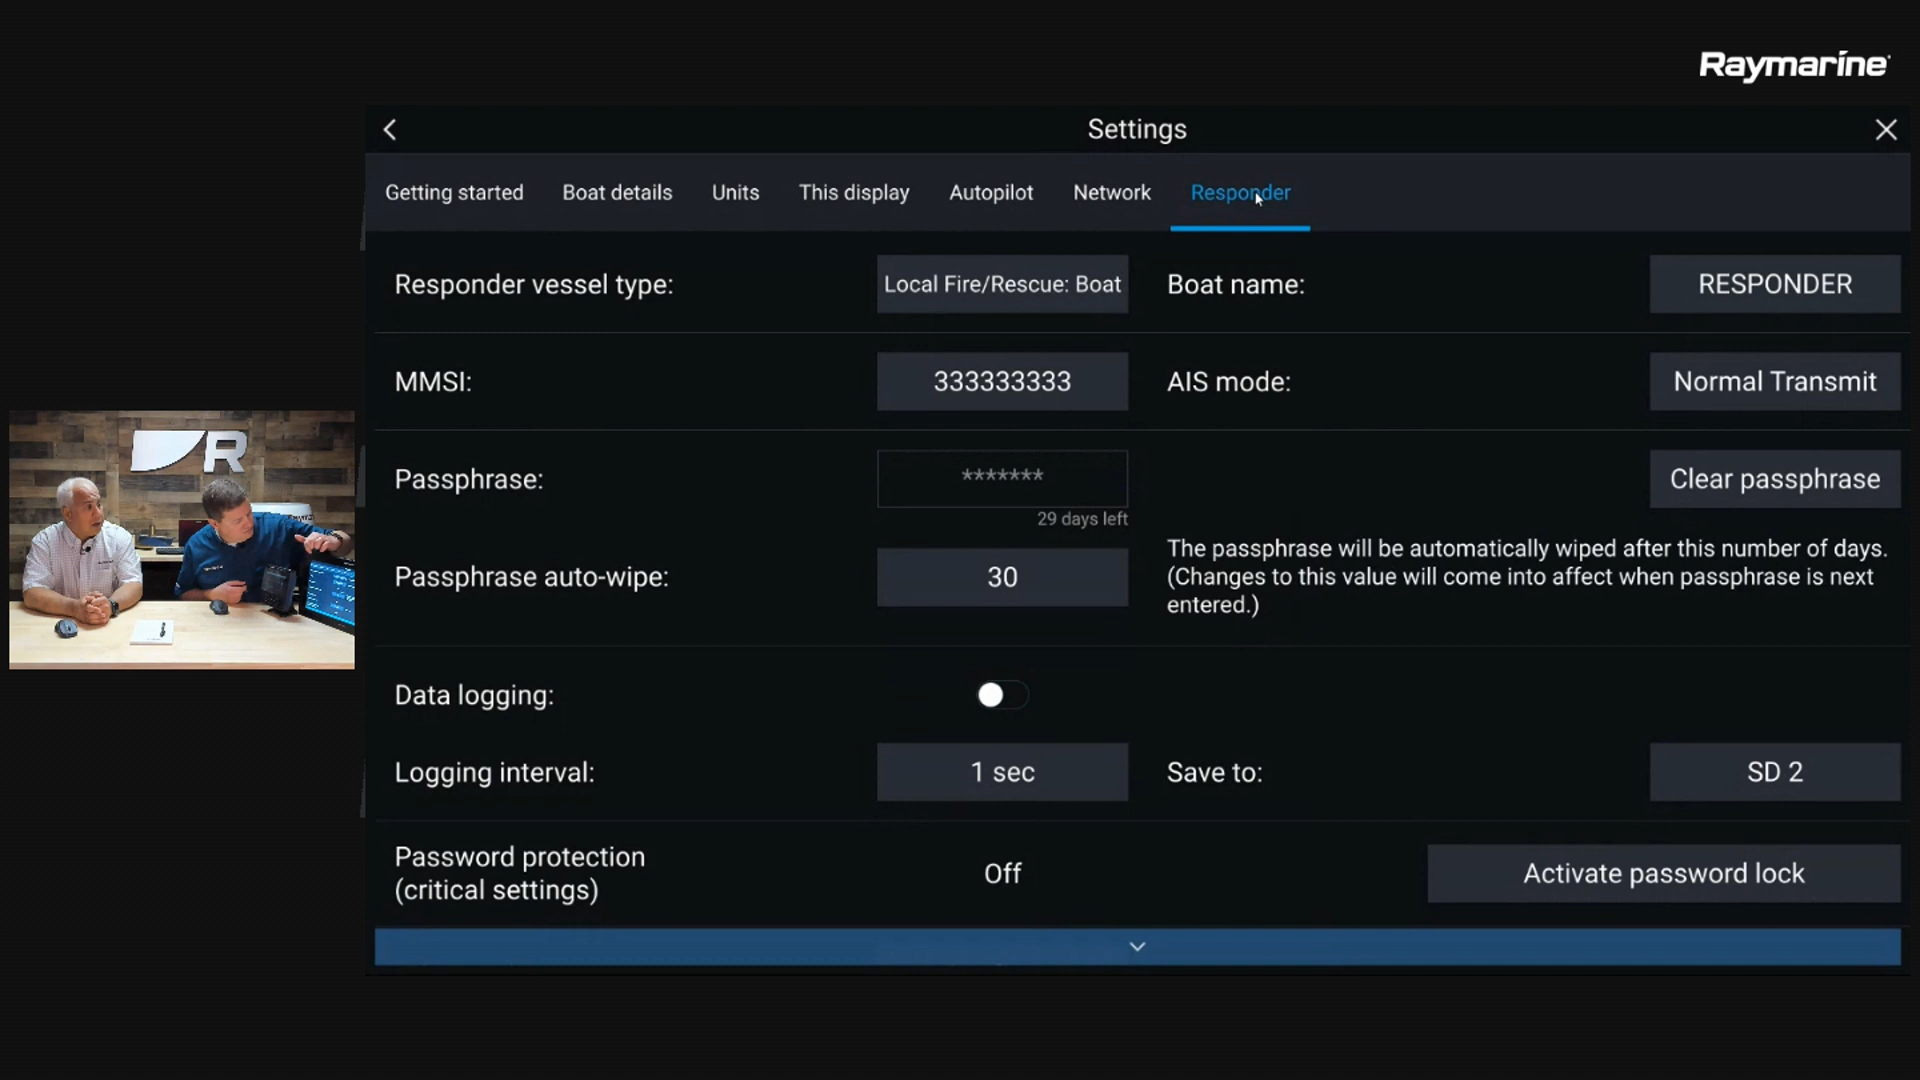 Raymarine
Settings
Getting started
Boat details
Units
This display
Autopilot
Network
Responder
Responder vessel type:
Local Fire/Rescue: Boat
Boat name:
RESPONDER
MMSI:
333333333
AIS mode:
Normal Transmit
Passphrase:
*******
29 days left
Clear passphrase
Passphrase auto-wipe:
30
The passphrase will be automatically wiped after this number of days.
(Changes to this value will come into affect when passphrase is next
entered.)
Data logging:
Logging interval:
1 sec
Save to:
SD 2
Password protection
(critical settings)
Off
Activate password lock
R